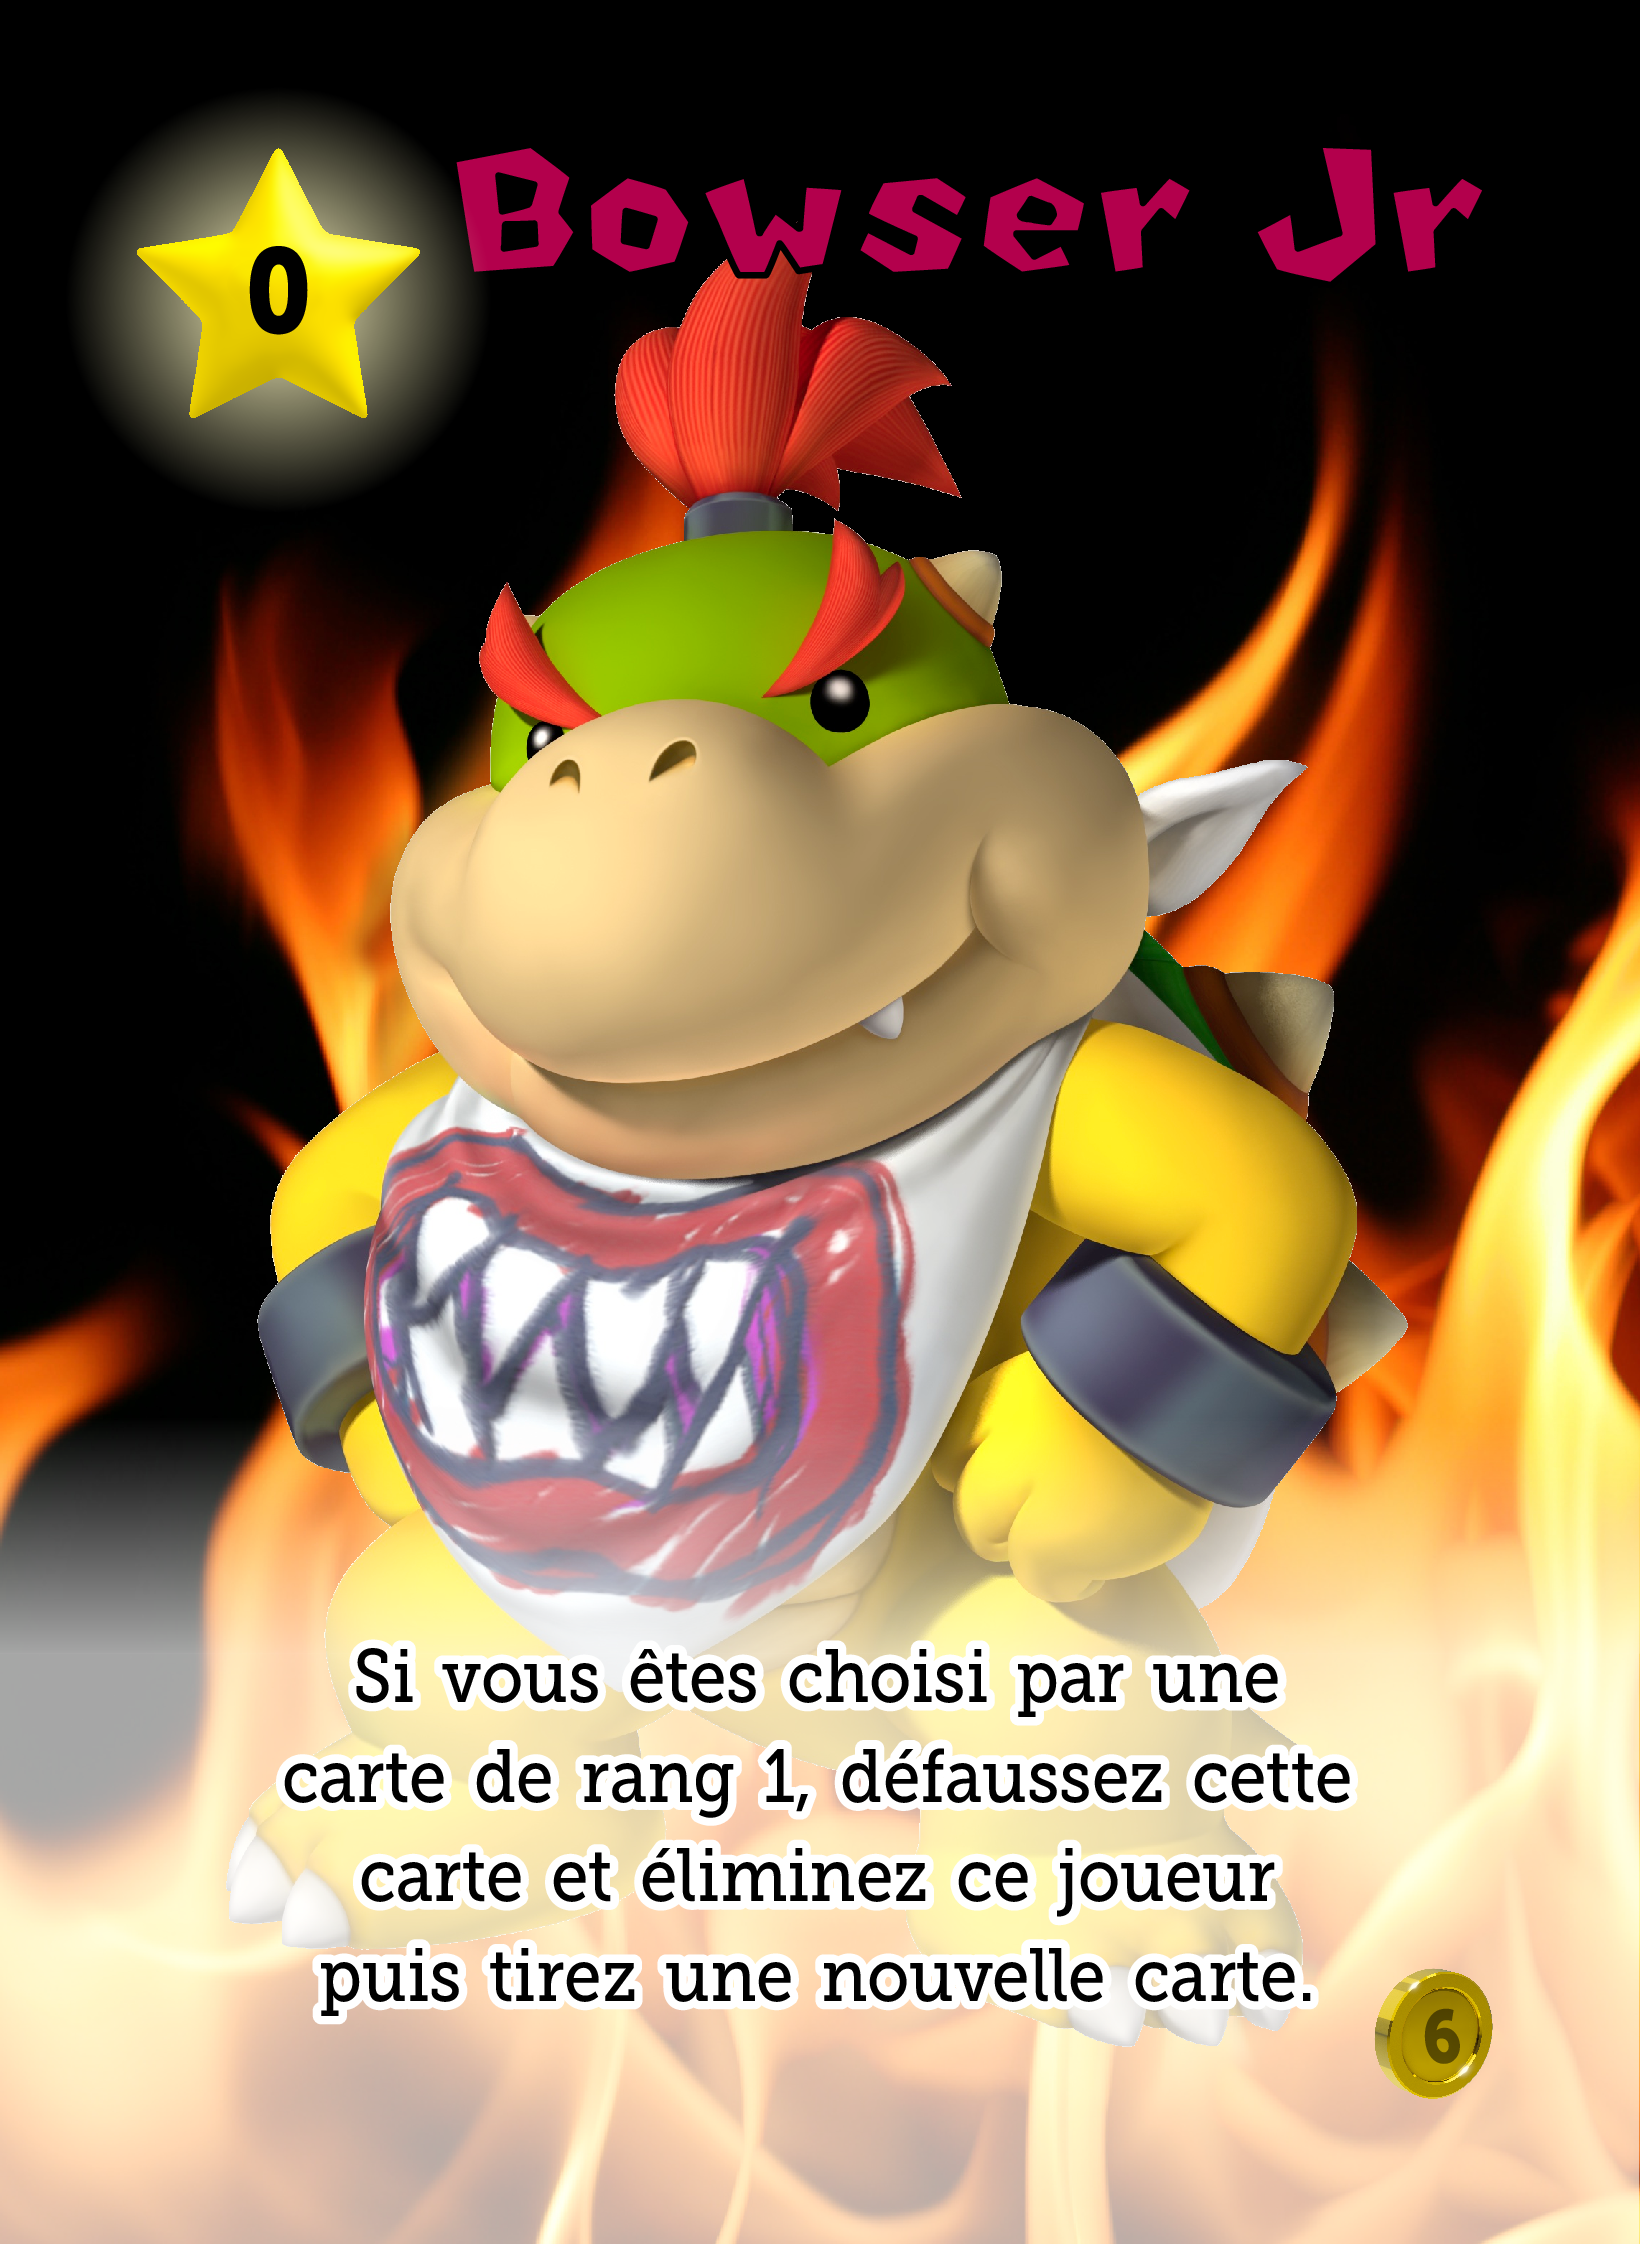 0
Bowser Jr
Si vous êtes choisi par une
carte de rang 1, défaussez cette
carte et éliminez ce joueur
puis tirez une nouvelle carte.
6